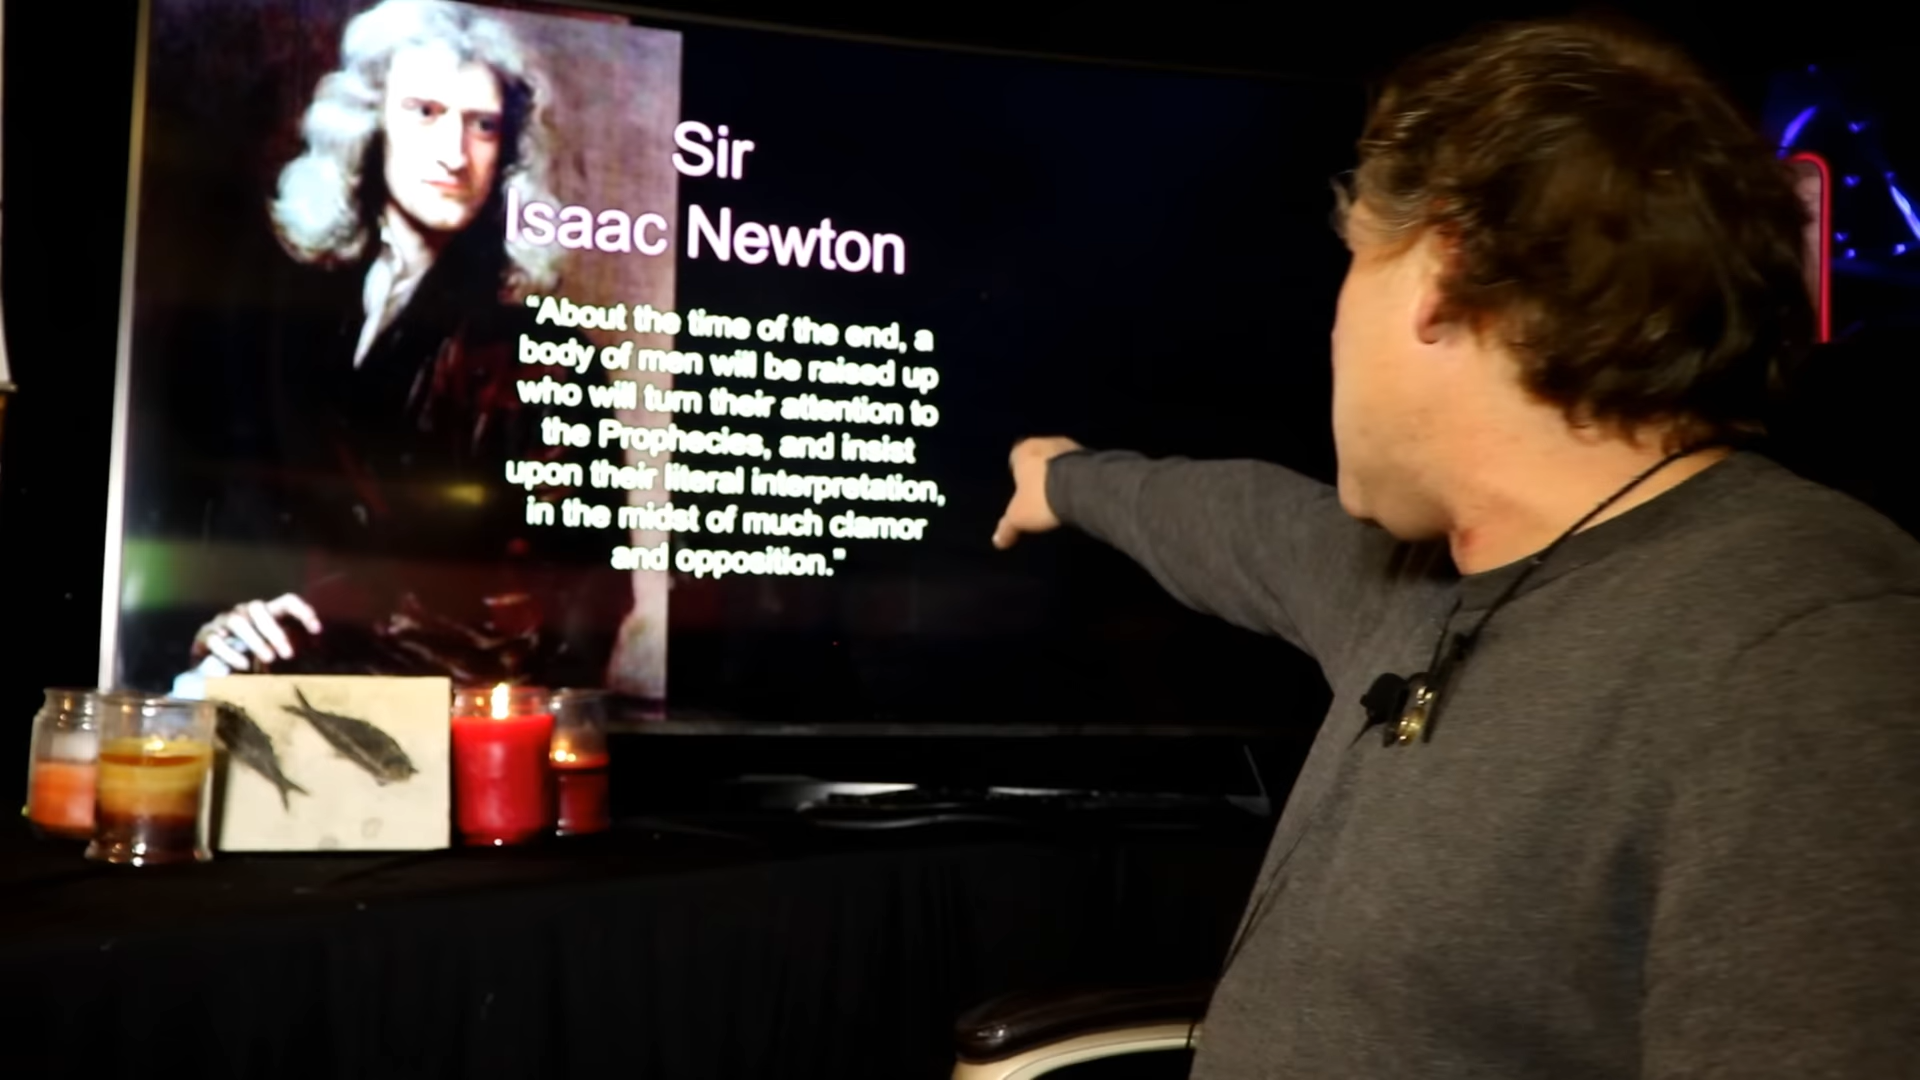 Sir
Isaac Newton
“About the time of the end, a
body of men will be raised up
who will turn their attention to
the Prophecies, and insist
upon their literal interpretation,
in the midst of much clamor
and opposition.”